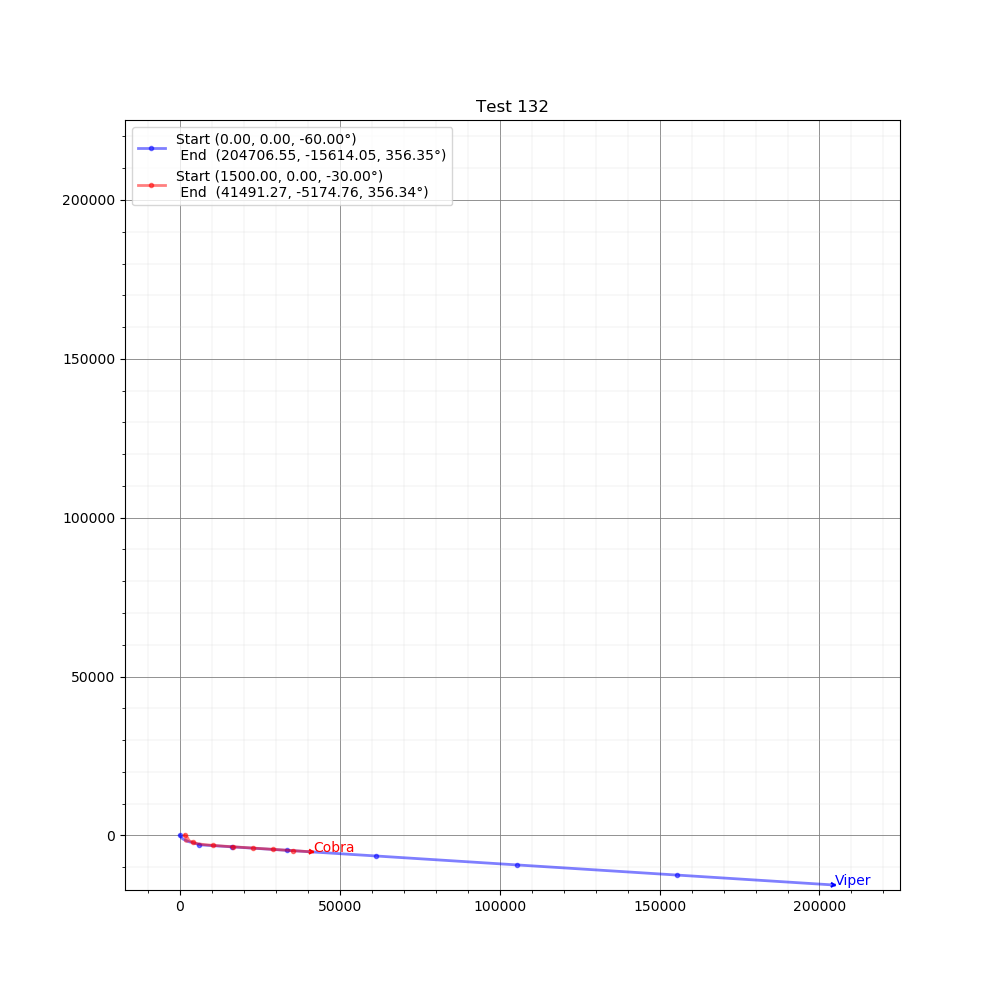 Test 132
Start (0.00, 0.00, -60.00°)
End (204706.55, -15614.05, 356.35°)
Start (1500.00, 0.00, -30.00°)
End (41491.27, -5174.76, 356.34°)
200000
150000
100000
50000
0
Cobra
Viper
0 50000 100000 150000 200000